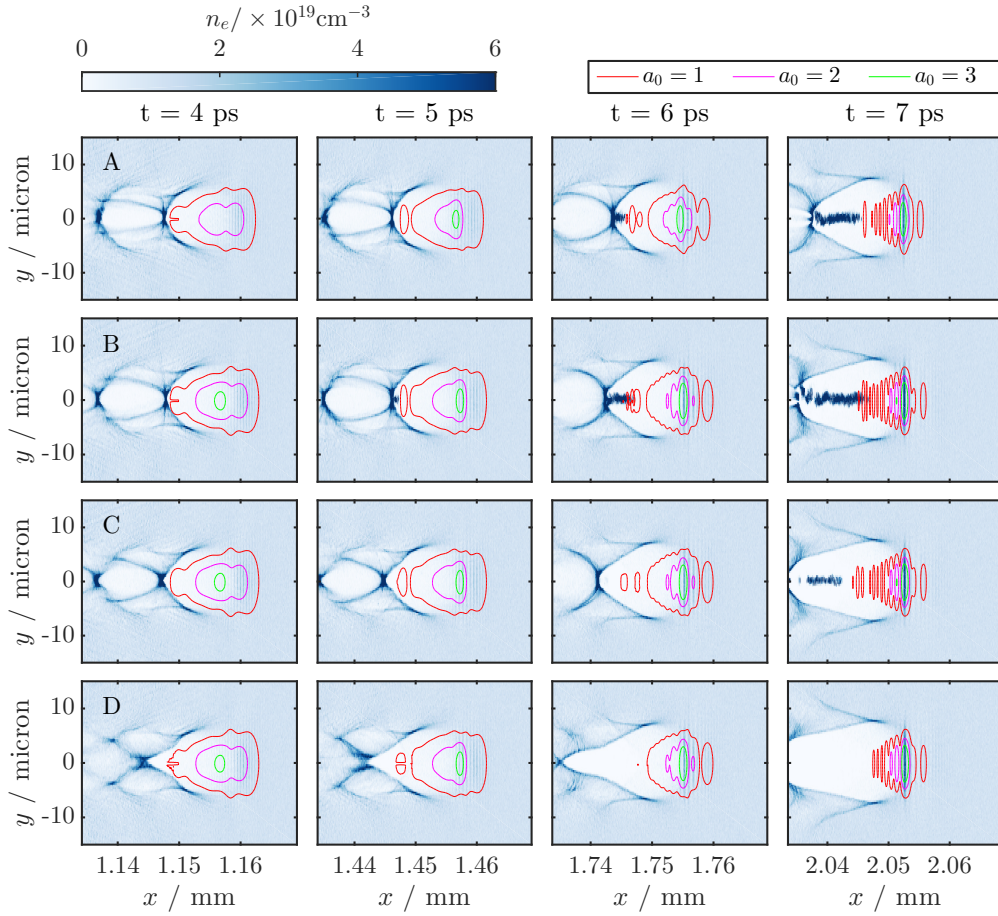 n_e / × 10^19 cm^−3
0 2 4 6
a_0 = 1 a_0 = 2 a_0 = 3
t = 4 ps t = 5 ps t = 6 ps t = 7 ps
A
10
0
-10
y / micron
B
10
0
-10
y / micron
C
10
0
-10
y / micron
D
10
0
-10
y / micron
1.14 1.15 1.16 1.44 1.45 1.46 1.74 1.75 1.76 2.04 2.05 2.06
x / mm x / mm x / mm x / mm